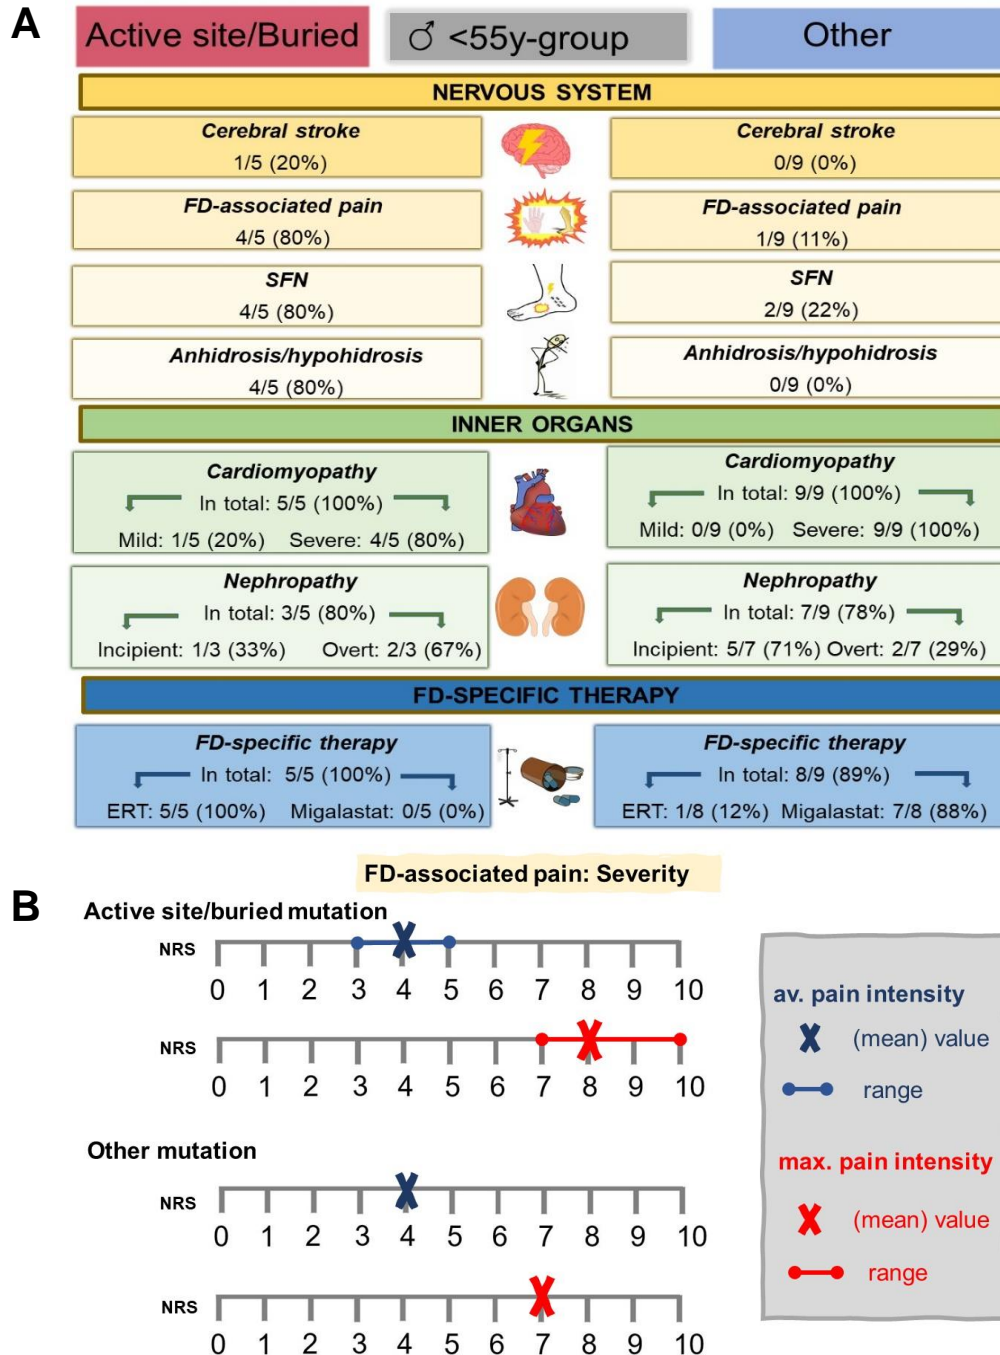 A
Active site/Buried
♂ <55y-group
Other
NERVOUS SYSTEM
Cerebral stroke
1/5 (20%)
Cerebral stroke
0/9 (0%)
FD-associated pain
4/5 (80%)
FD-associated pain
1/9 (11%)
SFN
4/5 (80%)
SFN
2/9 (22%)
Anhidrosis/hypohidrosis
4/5 (80%)
Anhidrosis/hypohidrosis
0/9 (0%)
INNER ORGANS
Cardiomyopathy
In total: 5/5 (100%)
Mild: 1/5 (20%) Severe: 4/5 (80%)
Cardiomyopathy
In total: 9/9 (100%)
Mild: 0/9 (0%) Severe: 9/9 (100%)
Nephropathy
In total: 3/5 (80%)
Incipient: 1/3 (33%) Overt: 2/3 (67%)
Nephropathy
In total: 7/9 (78%)
Incipient: 5/7 (71%) Overt: 2/7 (29%)
FD-SPECIFIC THERAPY
FD-specific therapy
In total: 5/5 (100%)
ERT: 5/5 (100%) Migalastat: 0/5 (0%)
FD-specific therapy
In total: 8/9 (89%)
ERT: 1/8 (12%) Migalastat: 7/8 (88%)
B
FD-associated pain: Severity
Active site/buried mutation
NRS
0 1 2 3 4 5 6 7 8 9 10
NRS
0 1 2 3 4 5 6 7 8 9 10
Other mutation
NRS
0 1 2 3 4 5 6 7 8 9 10
NRS
0 1 2 3 4 5 6 7 8 9 10
av. pain intensity
(mean) value
range
max. pain intensity
(mean) value
range